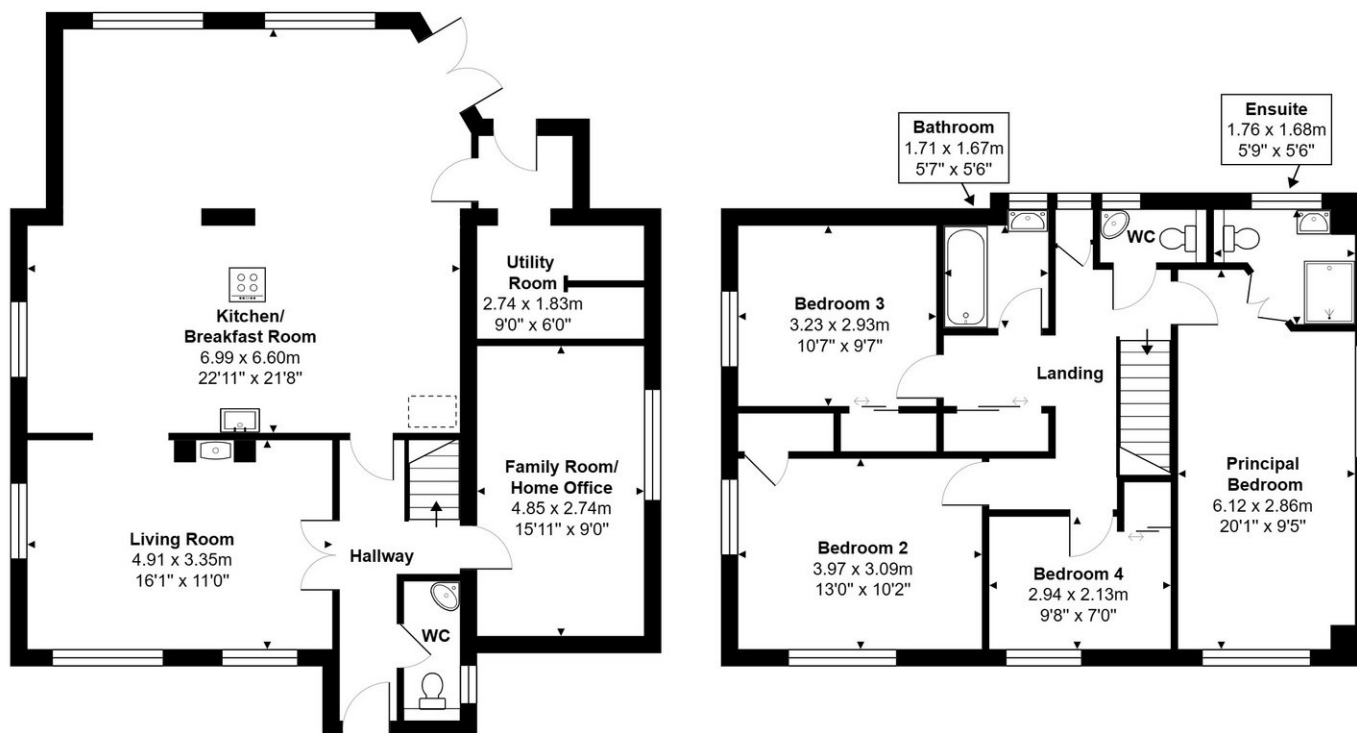 Kitchen/
Breakfast Room
6.99 x 6.60m
22'11" x 21'8"
Utility
Room
2.74 x 1.83m
9'0" x 6'0"
Living Room
4.91 x 3.35m
16'1" x 11'0"
Hallway
Family Room/
Home Office
4.85 x 2.74m
15'11" x 9'0"
WC
Bathroom
1.71 x 1.67m
5'7" x 5'6"
Ensuite
1.76 x 1.68m
5'9" x 5'6"
WC
Bedroom 3
3.23 x 2.93m
10'7" x 9'7"
Landing
Principal
Bedroom
6.12 x 2.86m
20'1" x 9'5"
Bedroom 2
3.97 x 3.09m
13'0" x 10'2"
Bedroom 4
2.94 x 2.13m
9'8" x 7'0"